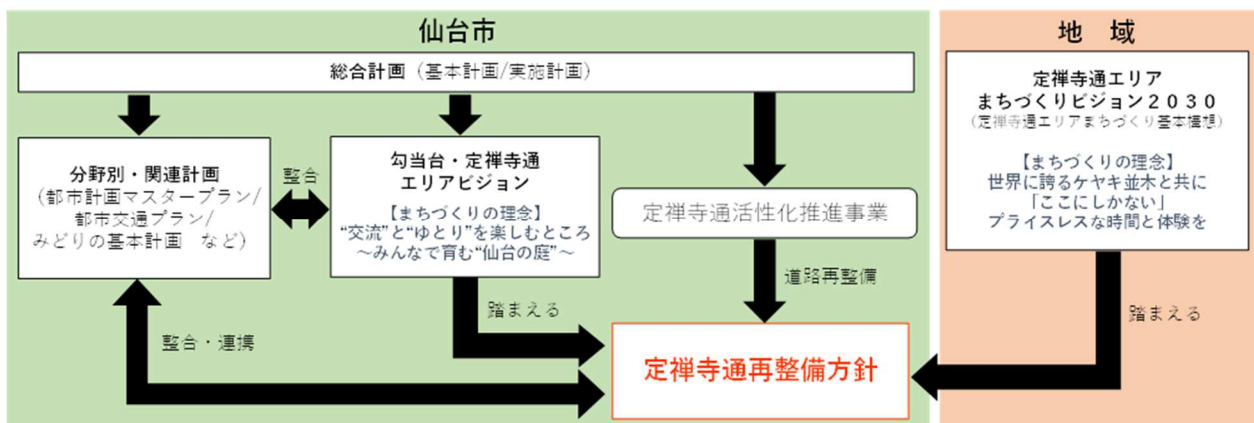 仙台市
総合計画（基本計画/実施計画）
分野別・関連計画
（都市計画マスタープラン/
都市交通プラン/
みどりの基本計画　など）
整合
勾当台・定禅寺通
エリアビジョン
【まちづくりの理念】
“交流”と“ゆとり”を楽しむところ
～みんなで育む“仙台の庭”～
定禅寺通活性化推進事業
道路再整備
踏まえる
整合・連携
定禅寺通再整備方針
地　域
定禅寺通エリア
まちづくりビジョン２０３０
（定禅寺通エリアまちづくり基本構想）
【まちづくりの理念】
世界に誇るケヤキ並木と共に
「ここにしかない」
プライスレスな時間と体験を
踏まえる